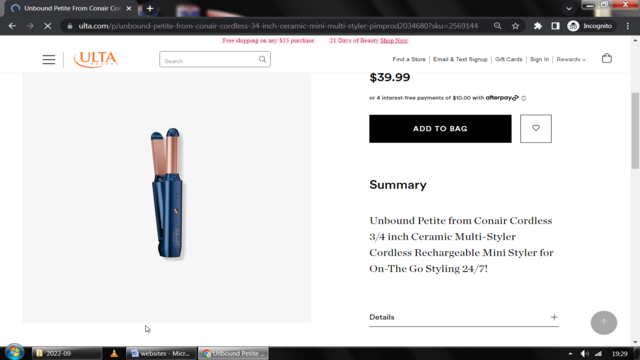 Unbound Petite From Conair Co
ulta.com/p/unbound-petite-from-conair-cordless-34-inch-ceramic-mini-multi-styler-pimprod2034680?sku=2569144
Incognito
Free shipping on any $35 purchase 21 Days of Beauty Shop Now
ULTA
BEAUTY
Search
Find a Store Email & Text Signup Gift Cards Sign In Rewards
$39.99
or 4 interest-free payments of $10.00 with afterpay
ADD TO BAG
Summary
Unbound Petite from Conair Cordless
3/4 inch Ceramic Multi-Styler
Cordless Rechargeable Mini Styler for
On-The Go Styling 24/7!
Details
2022-09
websites - Micr...
Unbound Petite ...
19:29